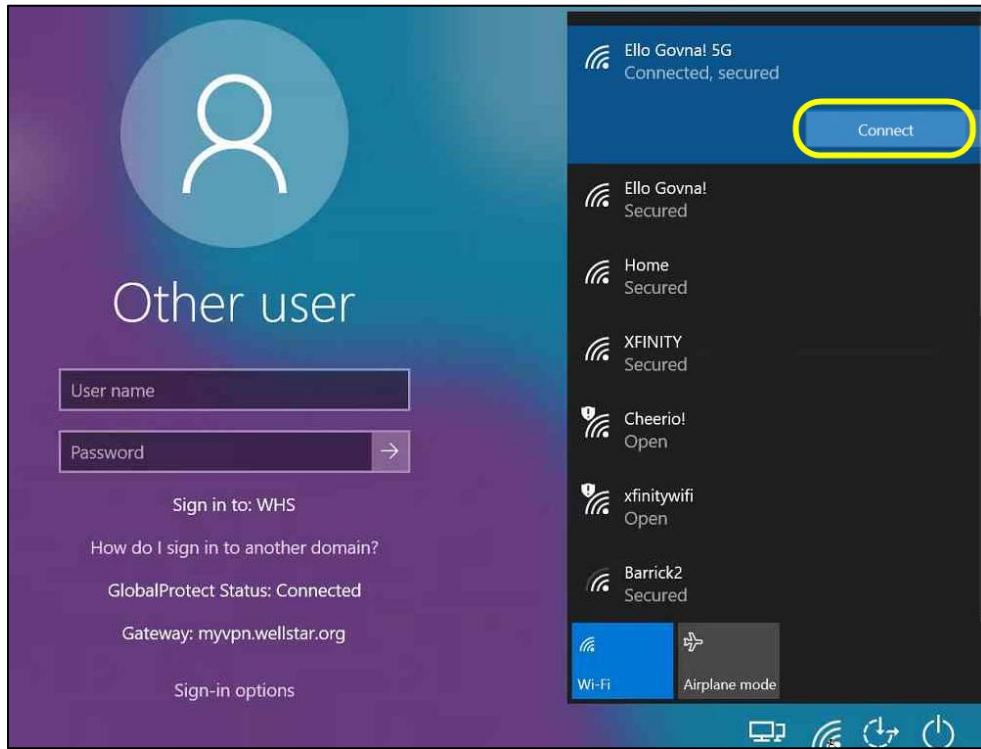 Other user
User name
Password
Sign in to: WHS
How do I sign in to another domain?
GlobalProtect Status: Connected
Gateway: myvpn.wellstar.org
Sign-in options
Ello Govna! 5G
Connected, secured
Connect
Ello Govna!
Secured
Home
Secured
XFINITY
Secured
Cheerio!
Open
xfinitywifi
Open
Barrick2
Secured
Wi-Fi
Airplane mode